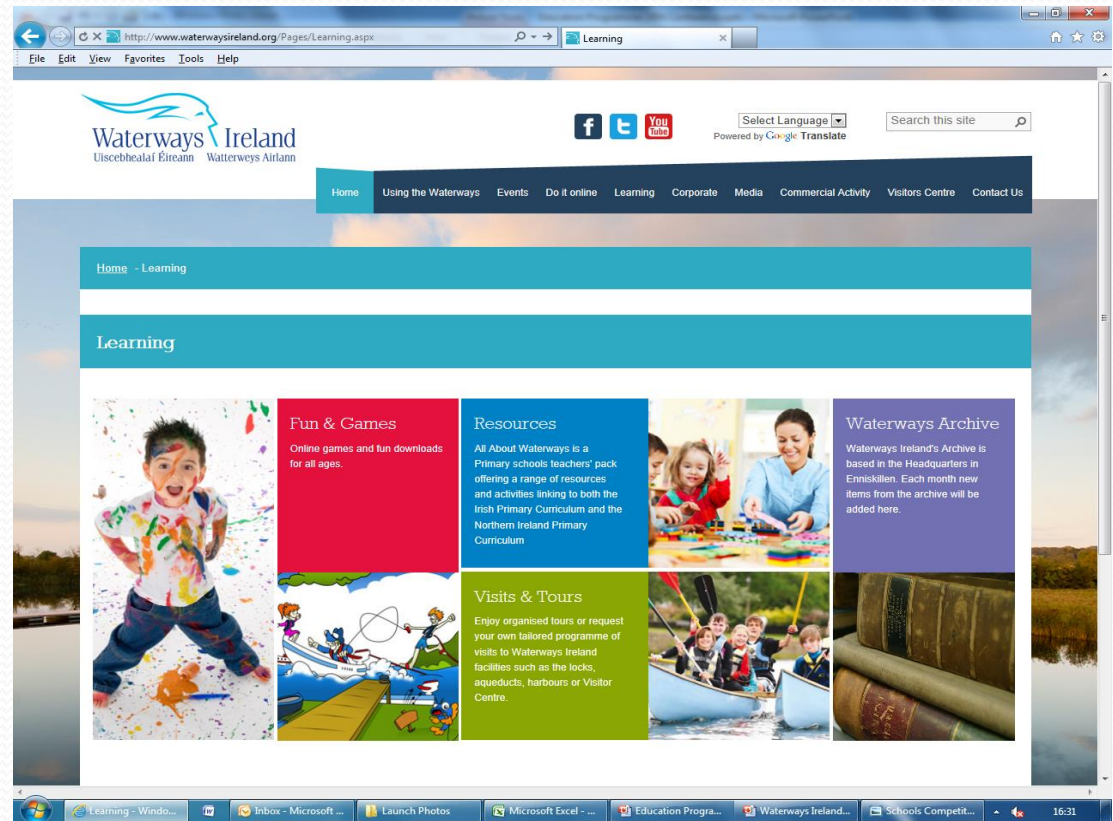 http://www.waterwaysireland.org/Pages/Learning.aspx
Learning
File Edit View Favorites Tools Help
Waterways Ireland
Uiscebhealaí Éireann Watterweys Airlann
f
You
Tube
Select Language
Powered by Google Translate
Search this site
Home Using the Waterways Events Do it online Learning Corporate Media Commercial Activity Visitors Centre Contact Us
Home - Learning
Learning
Fun & Games
Online games and fun downloads
for all ages.
Resources
All About Waterways is a
Primary schools teachers' pack
offering a range of resources
and activities linking to both the
Irish Primary Curriculum and the
Northern Ireland Primary
Curriculum
Waterways Archive
Waterways Ireland's Archive is
based in the Headquarters in
Enniskillen. Each month new
items from the archive will be
added here.
Visits & Tours
Enjoy organised tours or request
your own tailored programme of
visits to Waterways Ireland
facilities such as the locks,
aqueducts, harbours or Visitor
Centre.
Learning - Windo... Inbox - Microsoft ... Launch Photos Microsoft Excel - ... Education Progra... Waterways Ireland... Schools Competit... 16:31